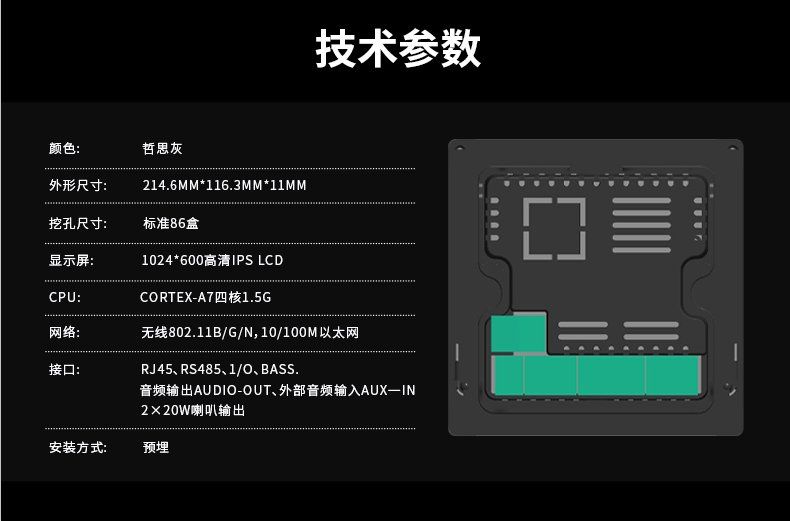 技术参数
颜色: 哲思灰
外形尺寸: 214.6MM*116.3MM*11MM
挖孔尺寸: 标准86盒
显示屏: 1024*600高清IPS LCD
CPU: CORTEX-A7四核1.5G
网络: 无线802.11B/G/N, 10/100M以太网
接口: RJ45、RS485、1/O、BASS.
音频输出AUDIO-OUT、外部音频输入AUX一IN
2×20W喇叭输出
安装方式: 预埋